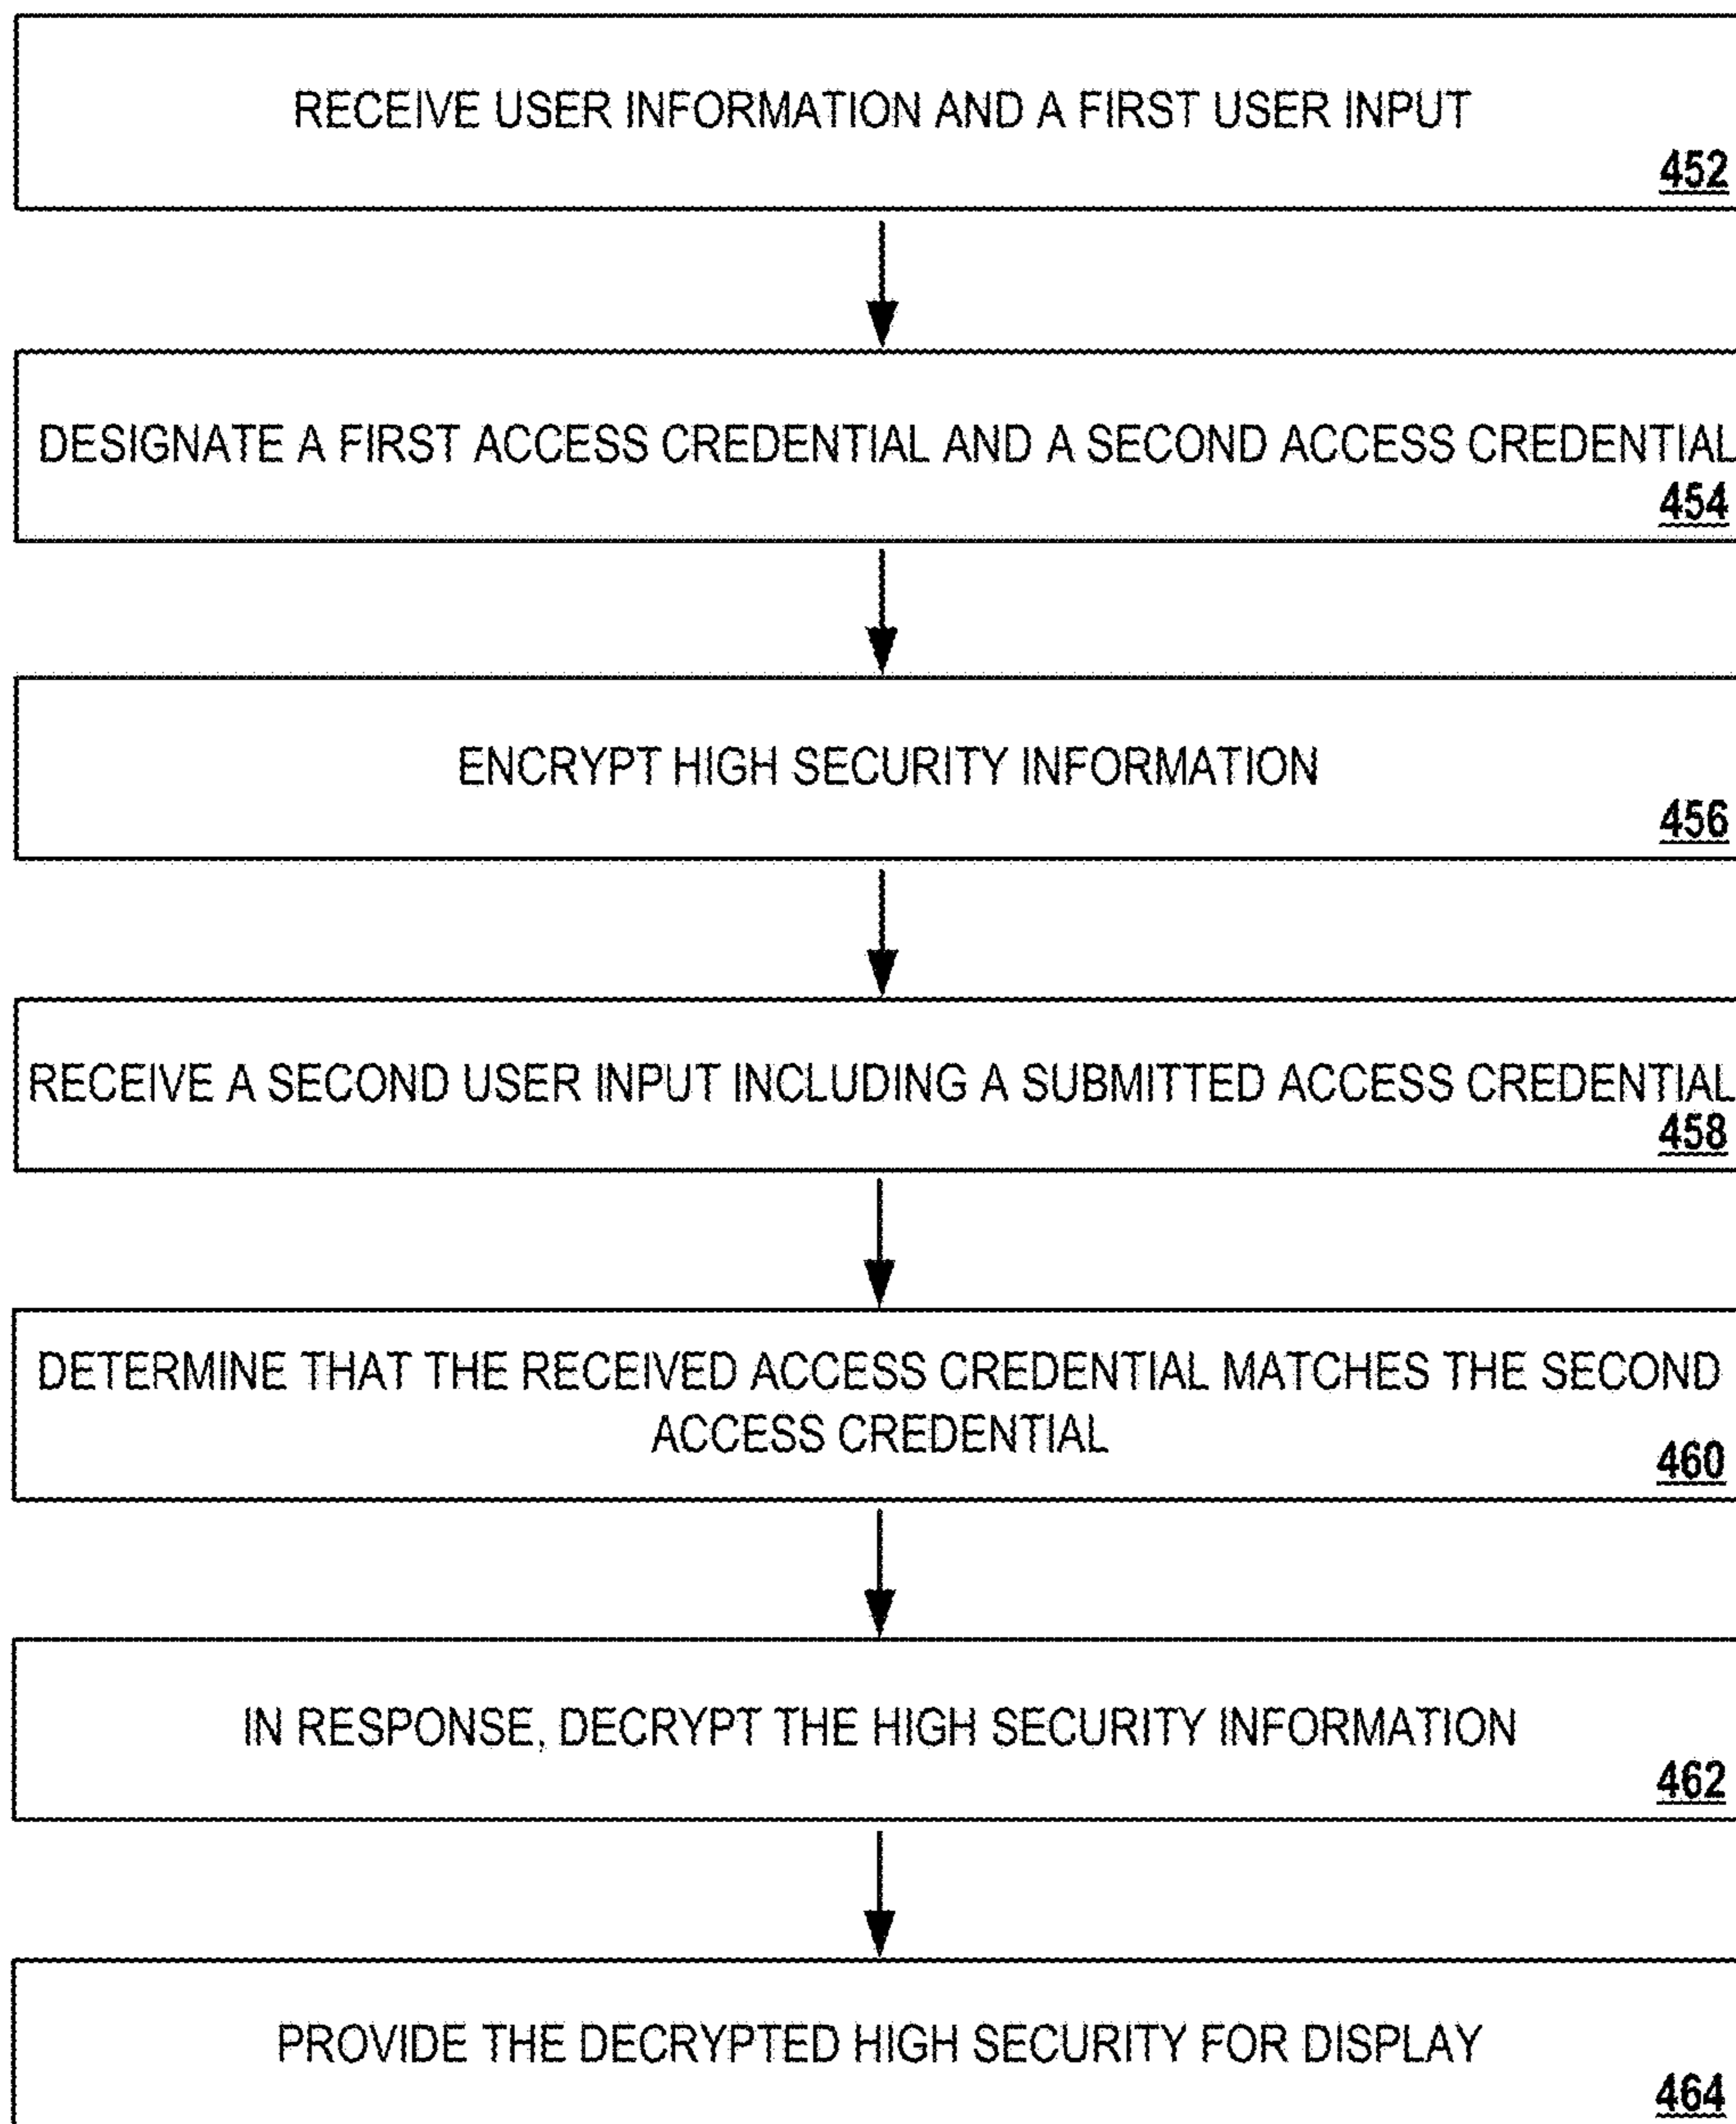 RECEIVE USER INFORMATION AND A FIRST USER INPUT
452
DESIGNATE A FIRST ACCESS CREDENTIAL AND A SECOND ACCESS CREDENTIAL
454
ENCRYPT HIGH SECURITY INFORMATION
456
RECEIVE A SECOND USER INPUT INCLUDING A SUBMITTED ACCESS CREDENTIAL
458
DETERMINE THAT THE RECEIVED ACCESS CREDENTIAL MATCHES THE SECOND
ACCESS CREDENTIAL
460
IN RESPONSE, DECRYPT THE HIGH SECURITY INFORMATION
462
PROVIDE THE DECRYPTED HIGH SECURITY FOR DISPLAY
464